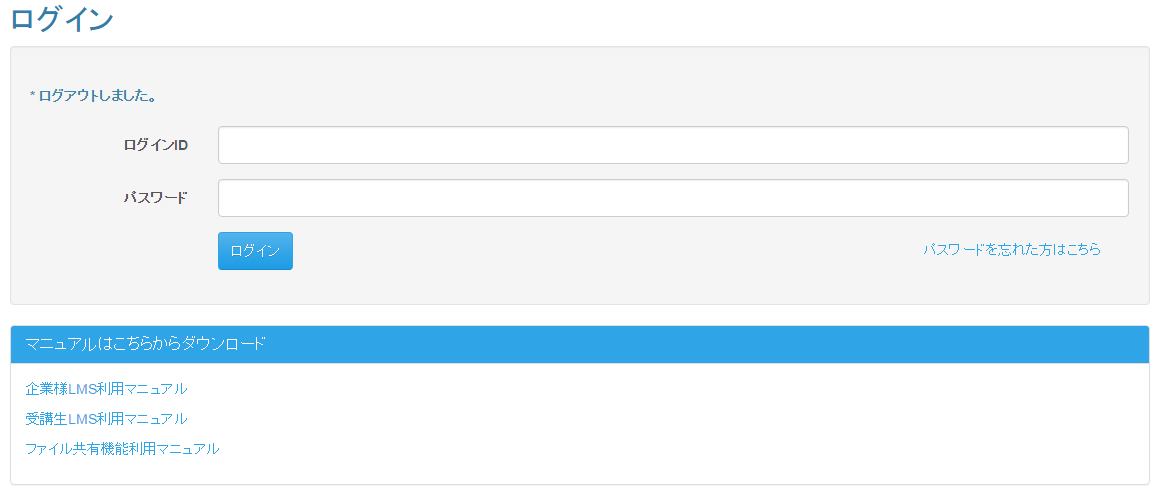 ログイン
* ログアウトしました。
ログインID
パスワード
ログイン
パスワードを忘れた方はこちら
マニュアルはこちらからダウンロード
企業様LMS利用マニュアル
受講生LMS利用マニュアル
ファイル共有機能利用マニュアル